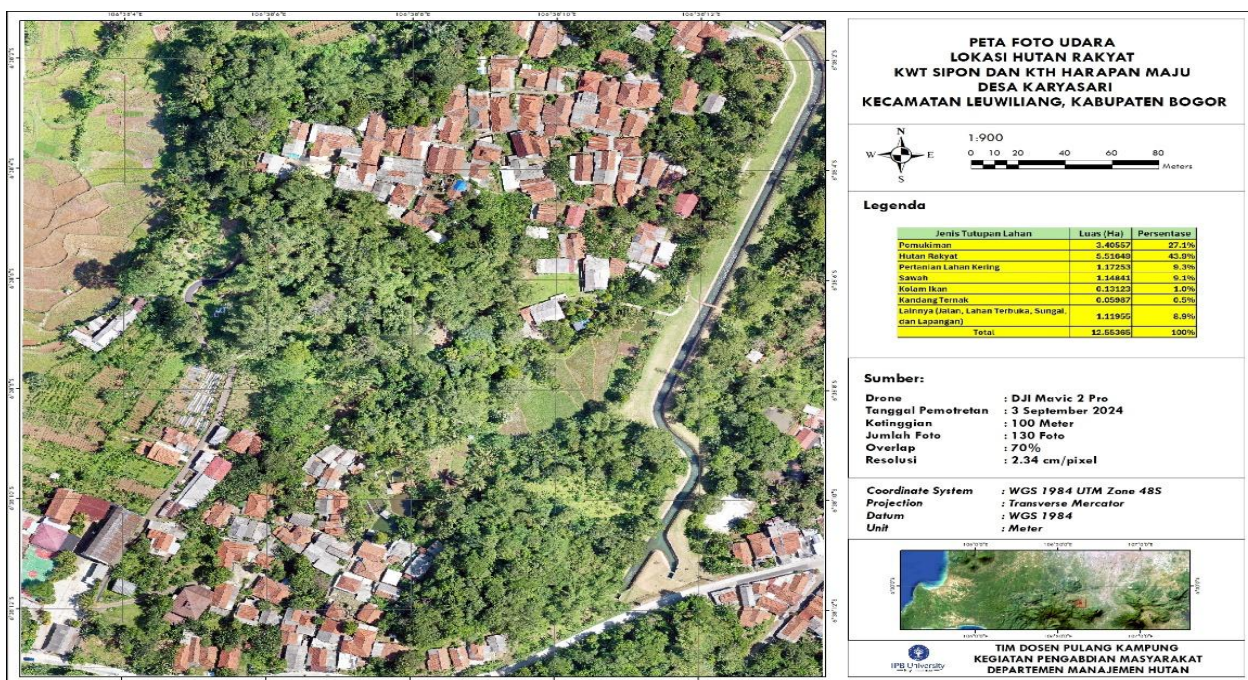 PETA FOTO UDARA
LOKASI HUTAN RAKYAT
KWT SIPON DAN KTH HARAPAN MAJU
DESA KARYASARI
KECAMATAN LEUWILIANG, KABUPATEN BOGOR
N
W E
S
1:900
0 10 20 40 60 80
Meters
Legenda
Jenis Tutupan Lahan Luas (Ha) Persentase
Pemukiman 3.40557 27.1%
Hutan Rakyat 5.51649 43.9%
Pertanian Lahan Kering 1.17253 9.3%
Sawah 1.14841 9.1%
Kolam Ikan 0.13123 1.0%
Kandang Ternak 0.05987 0.5%
Lainnya (Jalan, Lahan Terbuka, Sungai, dan Lapangan) 1.11955 8.9%
Total 12.55365 100%
Sumber:
Drone : DJI Mavic 2 Pro
Tanggal Pemotretan : 3 September 2024
Ketinggian : 100 Meter
Jumlah Foto : 130 Foto
Overlap : 70%
Resolusi : 2.34 cm/pixel
Coordinate System : WGS 1984 UTM Zone 48S
Projection : Transverse Mercator
Datum : WGS 1984
Unit : Meter
IPB University
TIM DOSEN PULANG KAMPUNG
KEGIATAN PENGABDIAN MASYARAKAT
DEPARTEMEN MANAJEMEN HUTAN